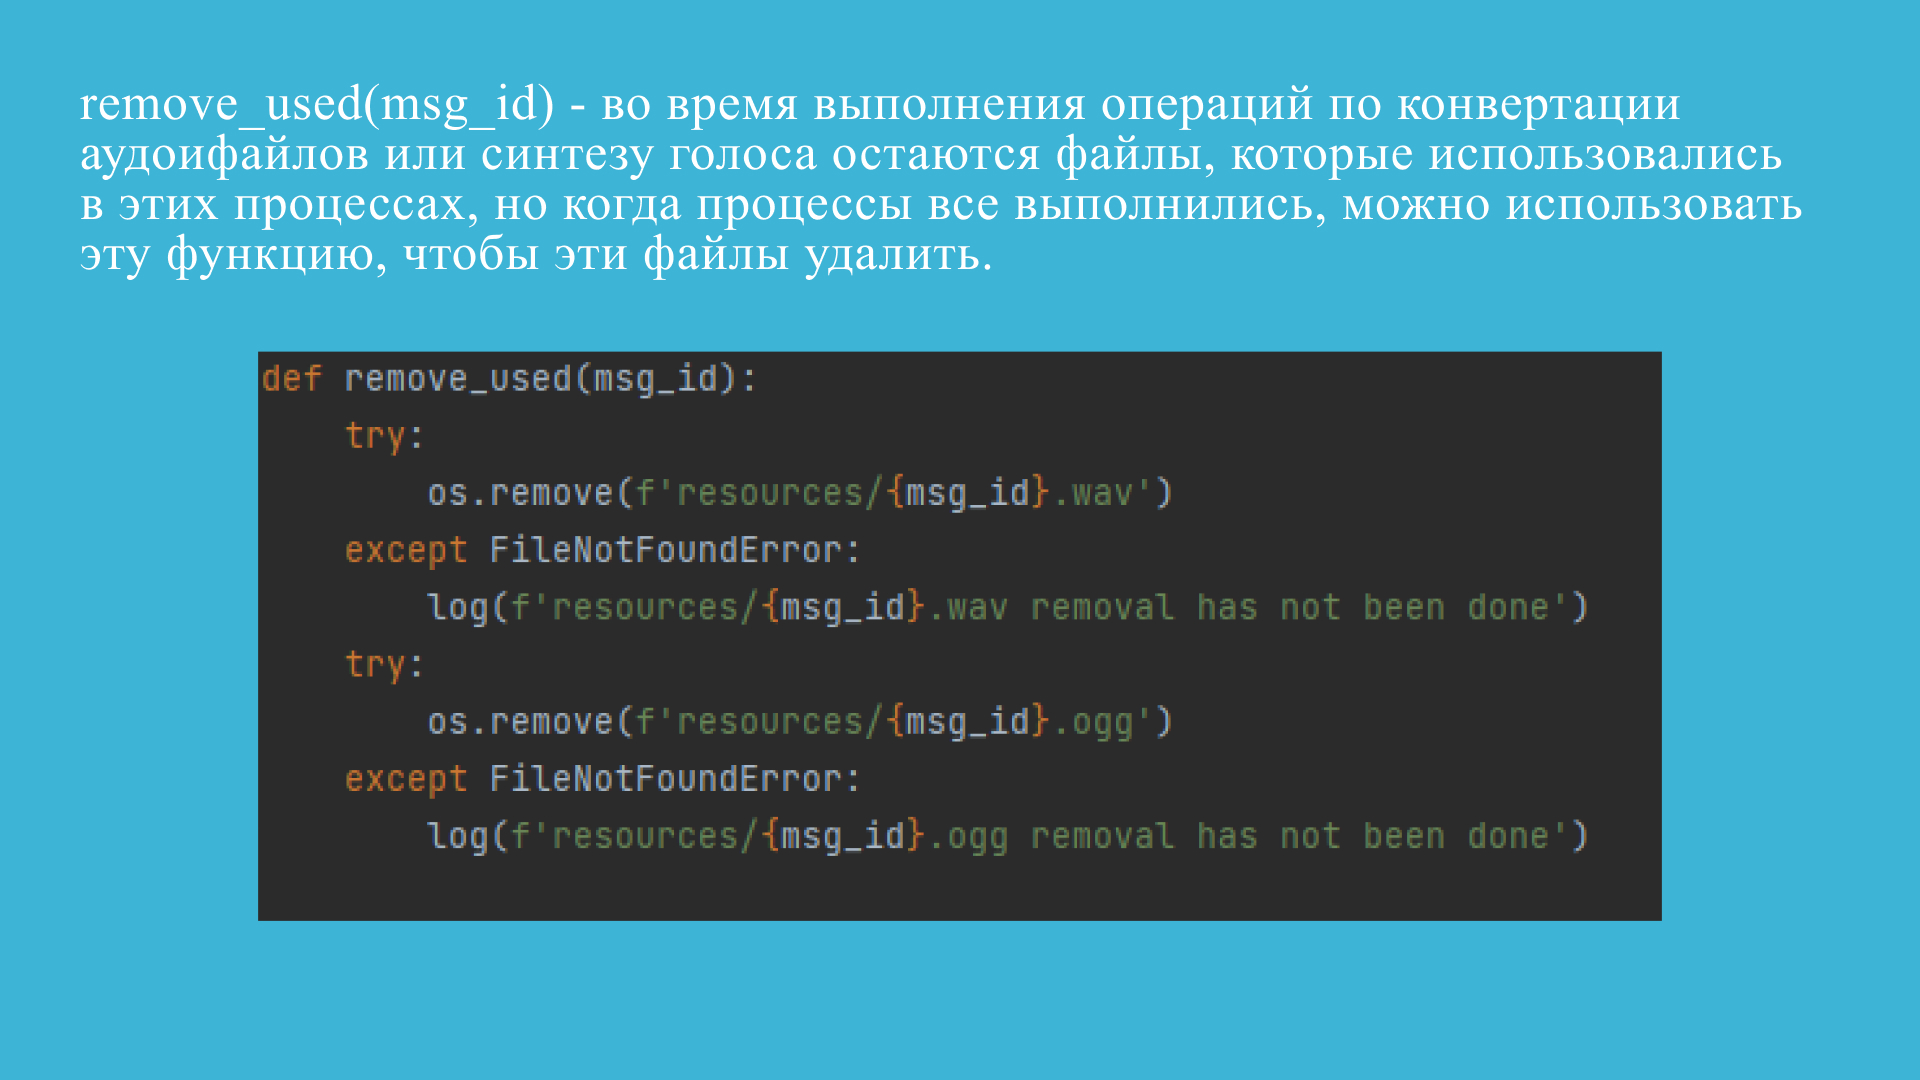 remove_used(msg_id) - во время выполнения операций по конвертации
аудоифайлов или синтезу голоса остаются файлы, которые использовались
в этих процессах, но когда процессы все выполнились, можно использовать
эту функцию, чтобы эти файлы удалить.
def remove_used(msg_id):
    try:
        os.remove(f'resources/{msg_id}.wav')
    except FileNotFoundError:
        log(f'resources/{msg_id}.wav removal has not been done')
    try:
        os.remove(f'resources/{msg_id}.ogg')
    except FileNotFoundError:
        log(f'resources/{msg_id}.ogg removal has not been done')